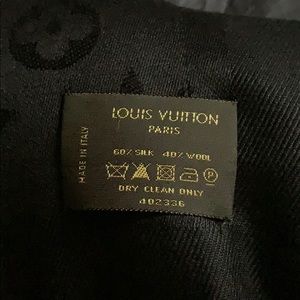 LOUIS VUITTON
PARIS
MADE IN ITALY
60% SILK 40% WOOL
P
DRY CLEAN ONLY
402336